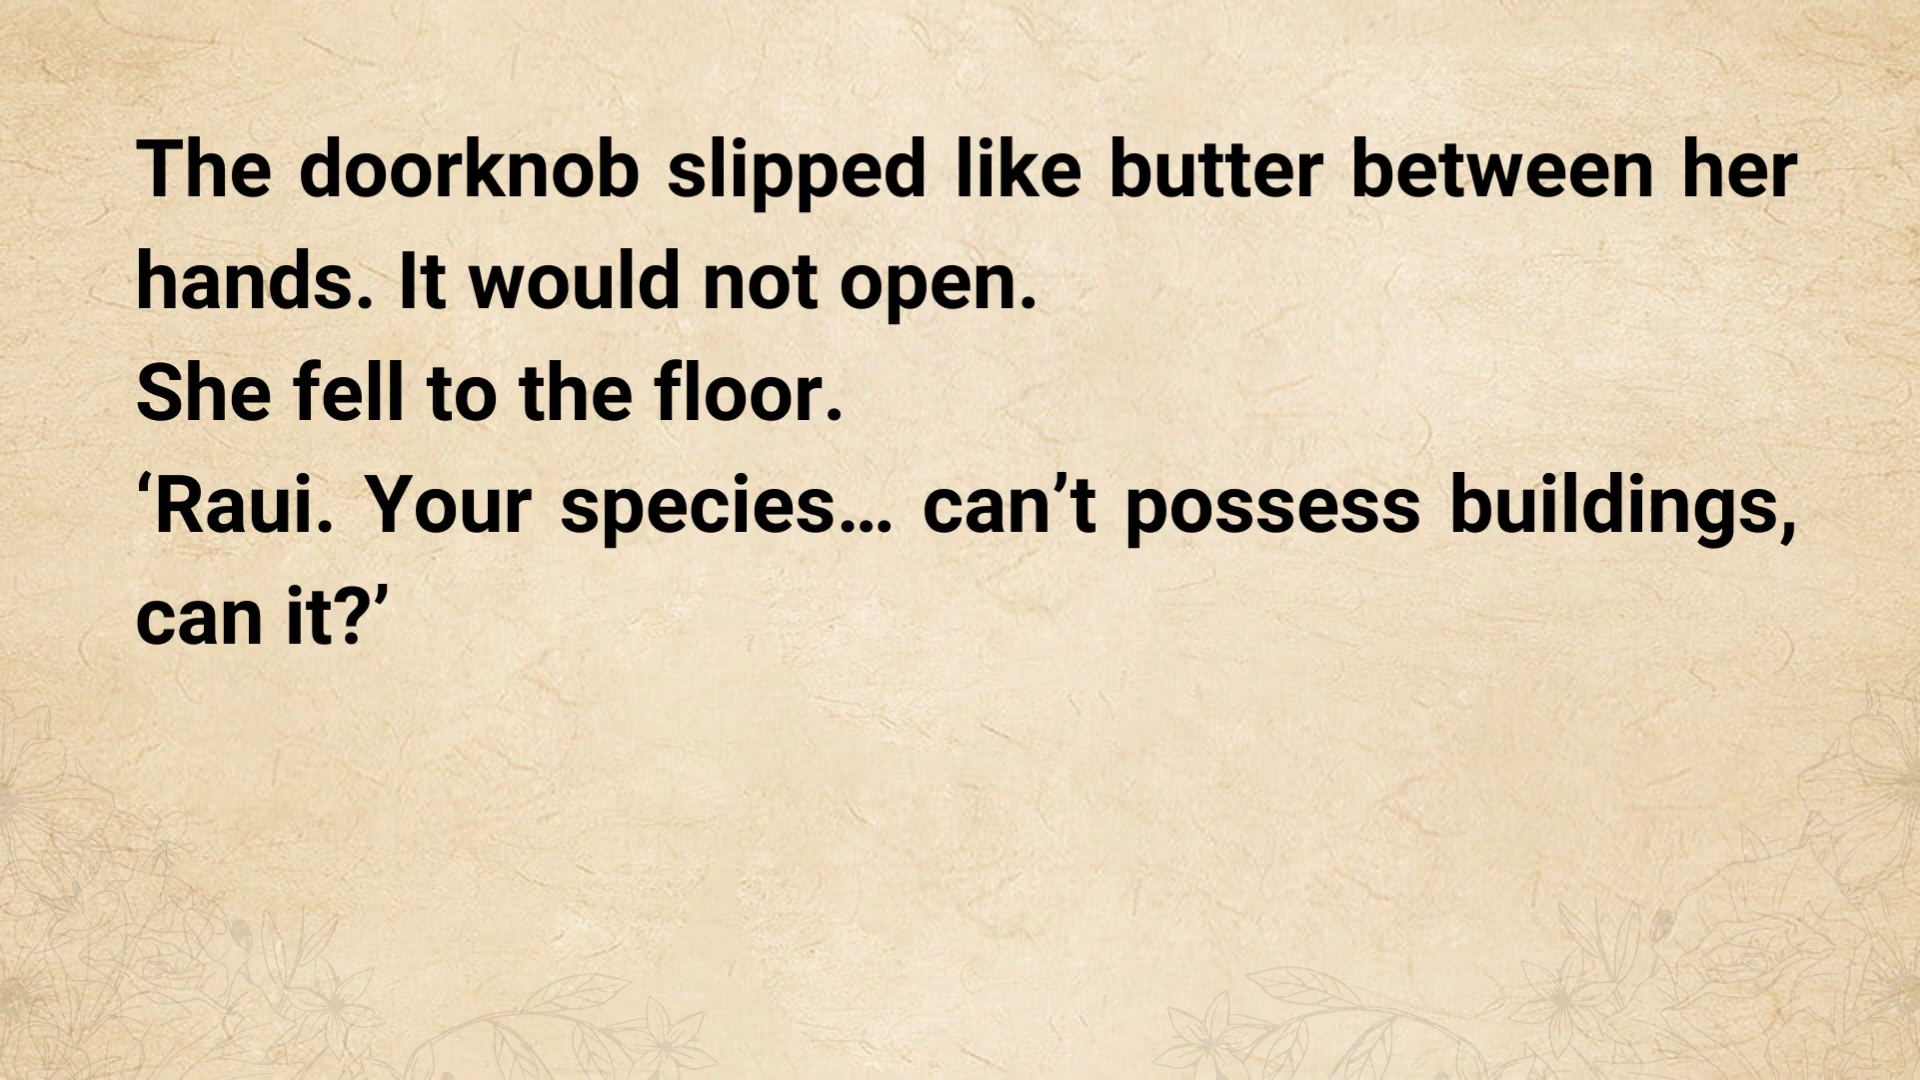 The doorknob slipped like butter between her
hands. It would not open.
She fell to the floor.
‘Raui. Your species… can’t possess buildings,
can it?’